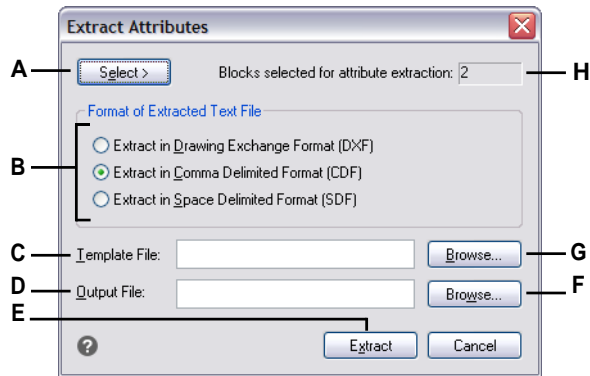 Extract Attributes
A Select > Blocks selected for attribute extraction: 2 H
Format of Extracted Text File
Extract in Drawing Exchange Format (DXF)
B Extract in Comma Delimited Format (CDF)
Extract in Space Delimited Format (SDF)
C Template File: Browse... G
D Output File: Browse... F
E
? Extract Cancel